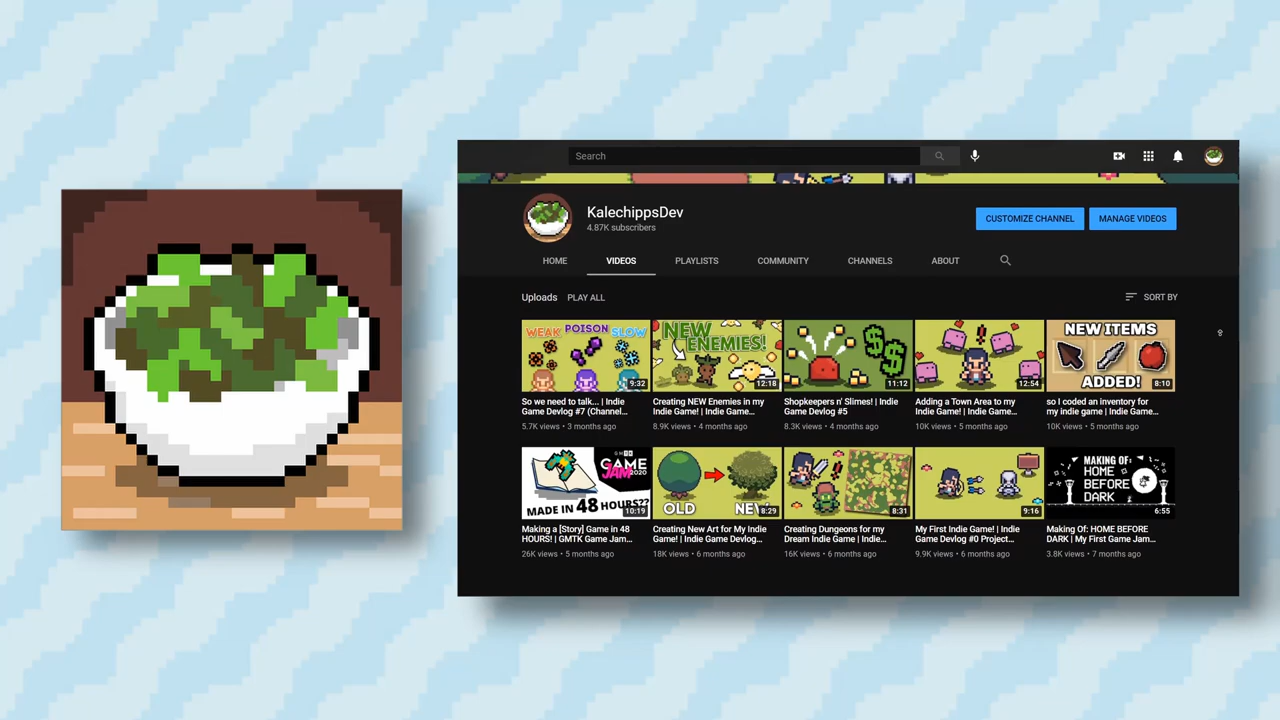 Search
KalechippsDev
4.87K subscribers
CUSTOMIZE CHANNEL
MANAGE VIDEOS
HOME
VIDEOS
PLAYLISTS
COMMUNITY
CHANNELS
ABOUT
Uploads
PLAY ALL
SORT BY
WEAK POISON SLOW
9:32
So we need to talk... | Indie
Game Devlog #7 (Channel...
5.7K views • 3 months ago
NEW
ENEMIES!
12:18
Creating NEW Enemies in my
Indie Game! | Indie Game...
8.9K views • 4 months ago
$$
11:12
Shopkeepers n' Slimes! | Indie
Game Devlog #5
8.3K views • 4 months ago
12:54
Adding a Town Area to my
Indie Game! | Indie Game...
10K views • 5 months ago
NEW ITEMS
ADDED!
8:10
so I coded an inventory for
my indie game | Indie Game...
10K views • 5 months ago
GAME
JAM
2020
MADE IN 48 HOURS??
10:19
Making a [Story] Game in 48
HOURS! | GMTK Game Jam...
26K views • 5 months ago
OLD
NEW
8:29
Creating New Art for My Indie
Game! | Indie Game Devlog...
18K views • 6 months ago
8:31
Creating Dungeons for my
Dream Indie Game | Indie...
16K views • 6 months ago
9:16
My First Indie Game! | Indie
Game Devlog #0 Project...
9.9K views • 6 months ago
MAKING OF:
HOME
BEFORE
DARK
6:55
Making Of: HOME BEFORE
DARK | My First Game Jam...
3.8K views • 7 months ago